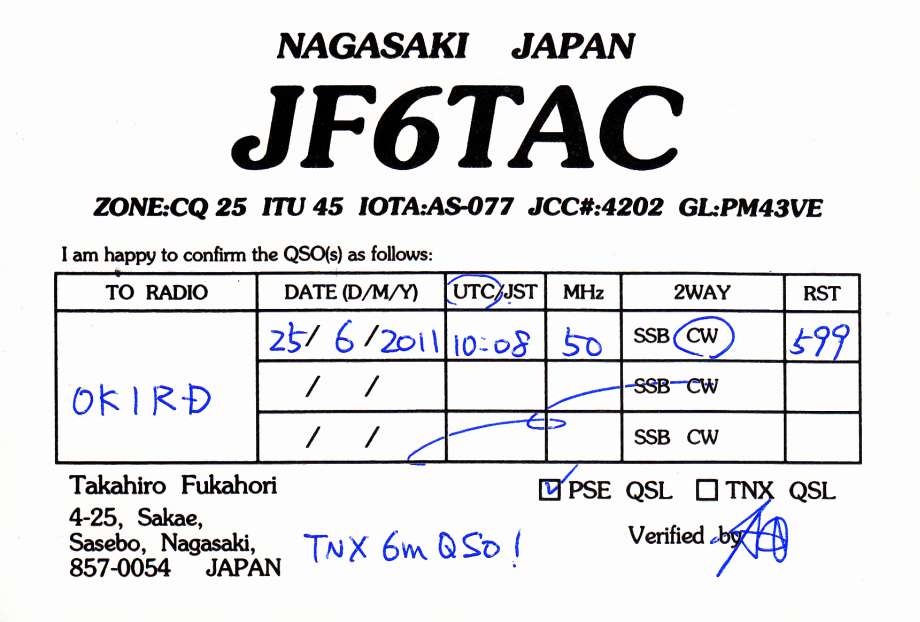 NAGASAKI JAPAN
JF6TAC
ZONE:CQ 25 ITU 45 IOTA:AS-077 JCC#:4202 GL:PM43VE
I am happy to confirm the QSO(s) as follows:
TO RADIO DATE (D/M/Y) UTC/JST MHz 2WAY RST
25/ 6 /2011 10:08 50 SSB CW 599
OK1RD
/ / SSB CW
/ / SSB CW
Takahiro Fukahori
☑ PSE QSL ☐ TNX QSL
4-25, Sakae,
Sasebo, Nagasaki,
857-0054 JAPAN
TNX 6m QSO!
Verified by